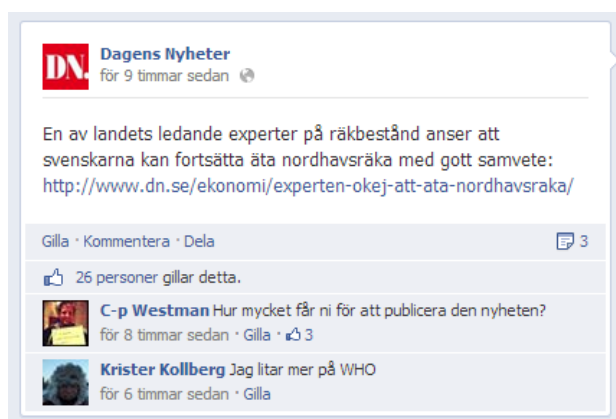 DN.
Dagens Nyheter
för 9 timmar sedan
En av landets ledande experter på räkbestånd anser att
svenskarna kan fortsätta äta nordhavsräka med gott samvete:
http://www.dn.se/ekonomi/experten-okej-att-ata-nordhavsraka/
Gilla · Kommentera · Dela 3
26 personer gillar detta.
C-p Westman Hur mycket får ni för att publicera den nyheten?
för 8 timmar sedan · Gilla · 3
Krister Kollberg Jag litar mer på WHO
för 6 timmar sedan · Gilla